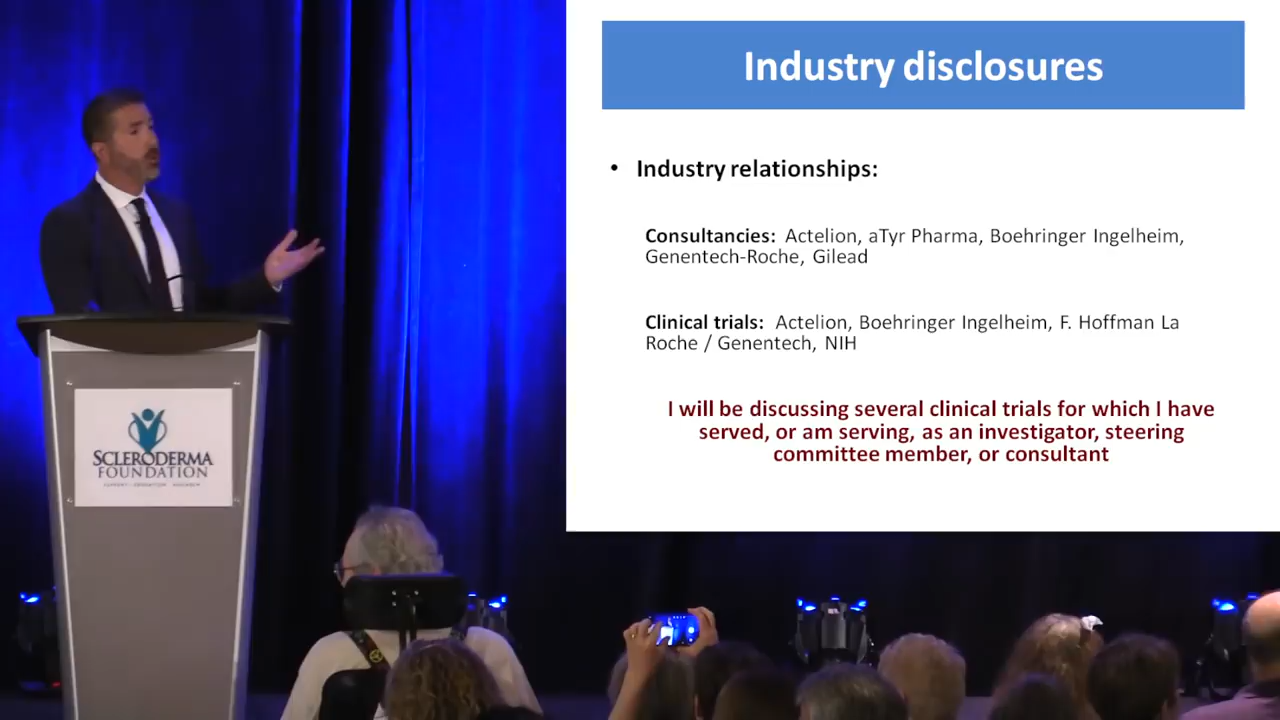 Industry disclosures
• Industry relationships:
Consultancies: Actelion, aTyr Pharma, Boehringer Ingelheim,
Genentech-Roche, Gilead
Clinical trials: Actelion, Boehringer Ingelheim, F. Hoffman La
Roche / Genentech, NIH
I will be discussing several clinical trials for which I have
served, or am serving, as an investigator, steering
committee member, or consultant
SCLERODERMA
FOUNDATION